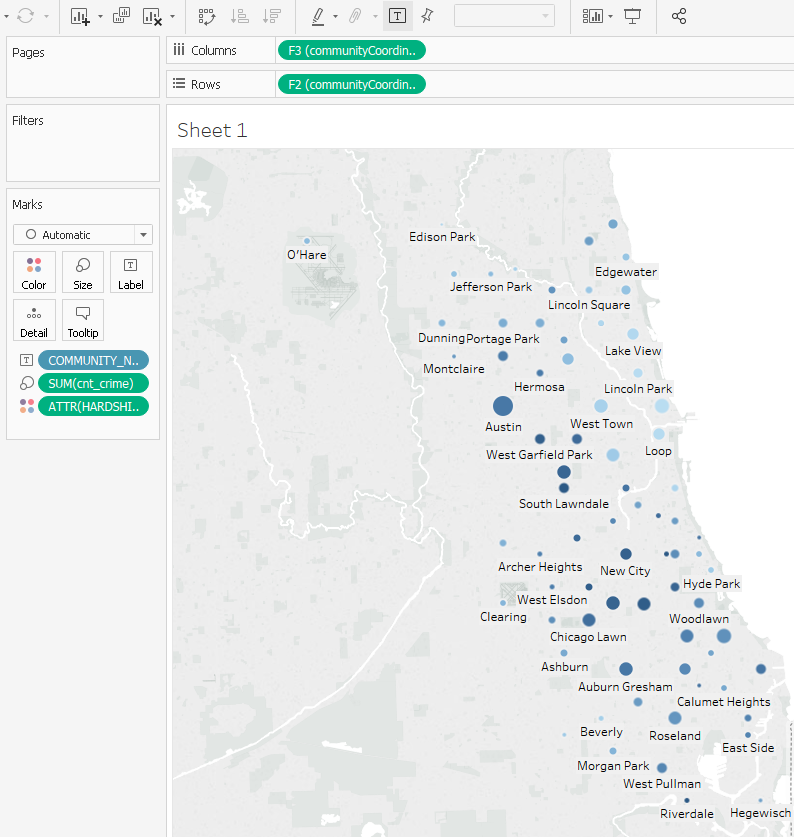 Pages
Columns
F3 (communityCoordin..
Rows
F2 (communityCoordin..
Filters
Sheet 1
Marks
Automatic
Color
Size
Label
Detail
Tooltip
COMMUNITY_N..
SUM(cnt_crime)
ATTR(HARDSHI..
Edison Park
O'Hare
Edgewater
Jefferson Park
Lincoln Square
Dunning
Portage Park
Lake View
Montclaire
Hermosa
Lincoln Park
Austin
West Town
Loop
West Garfield Park
South Lawndale
Archer Heights
New City
Hyde Park
West Elsdon
Clearing
Woodlawn
Chicago Lawn
Ashburn
Auburn Gresham
Calumet Heights
Beverly
Roseland
East Side
Morgan Park
West Pullman
Riverdale
Hegewisch